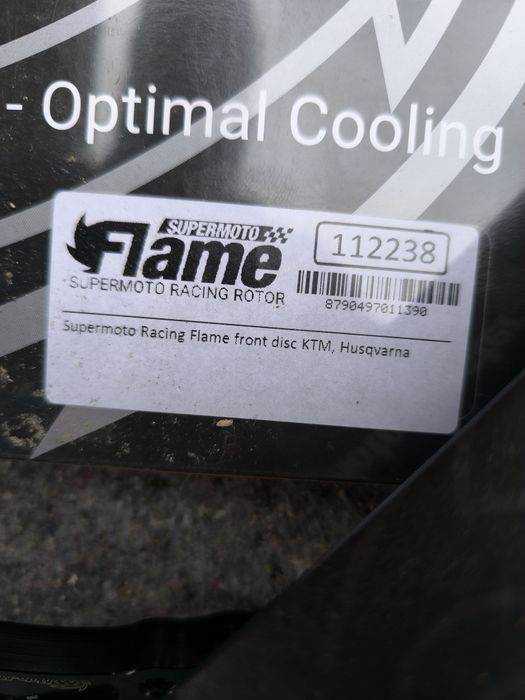 - Optimal Cooling
SUPERMOTO
Flame
SUPERMOTO RACING ROTOR
112238
8790497011390
Supermoto Racing Flame front disc KTM, Husqvarna